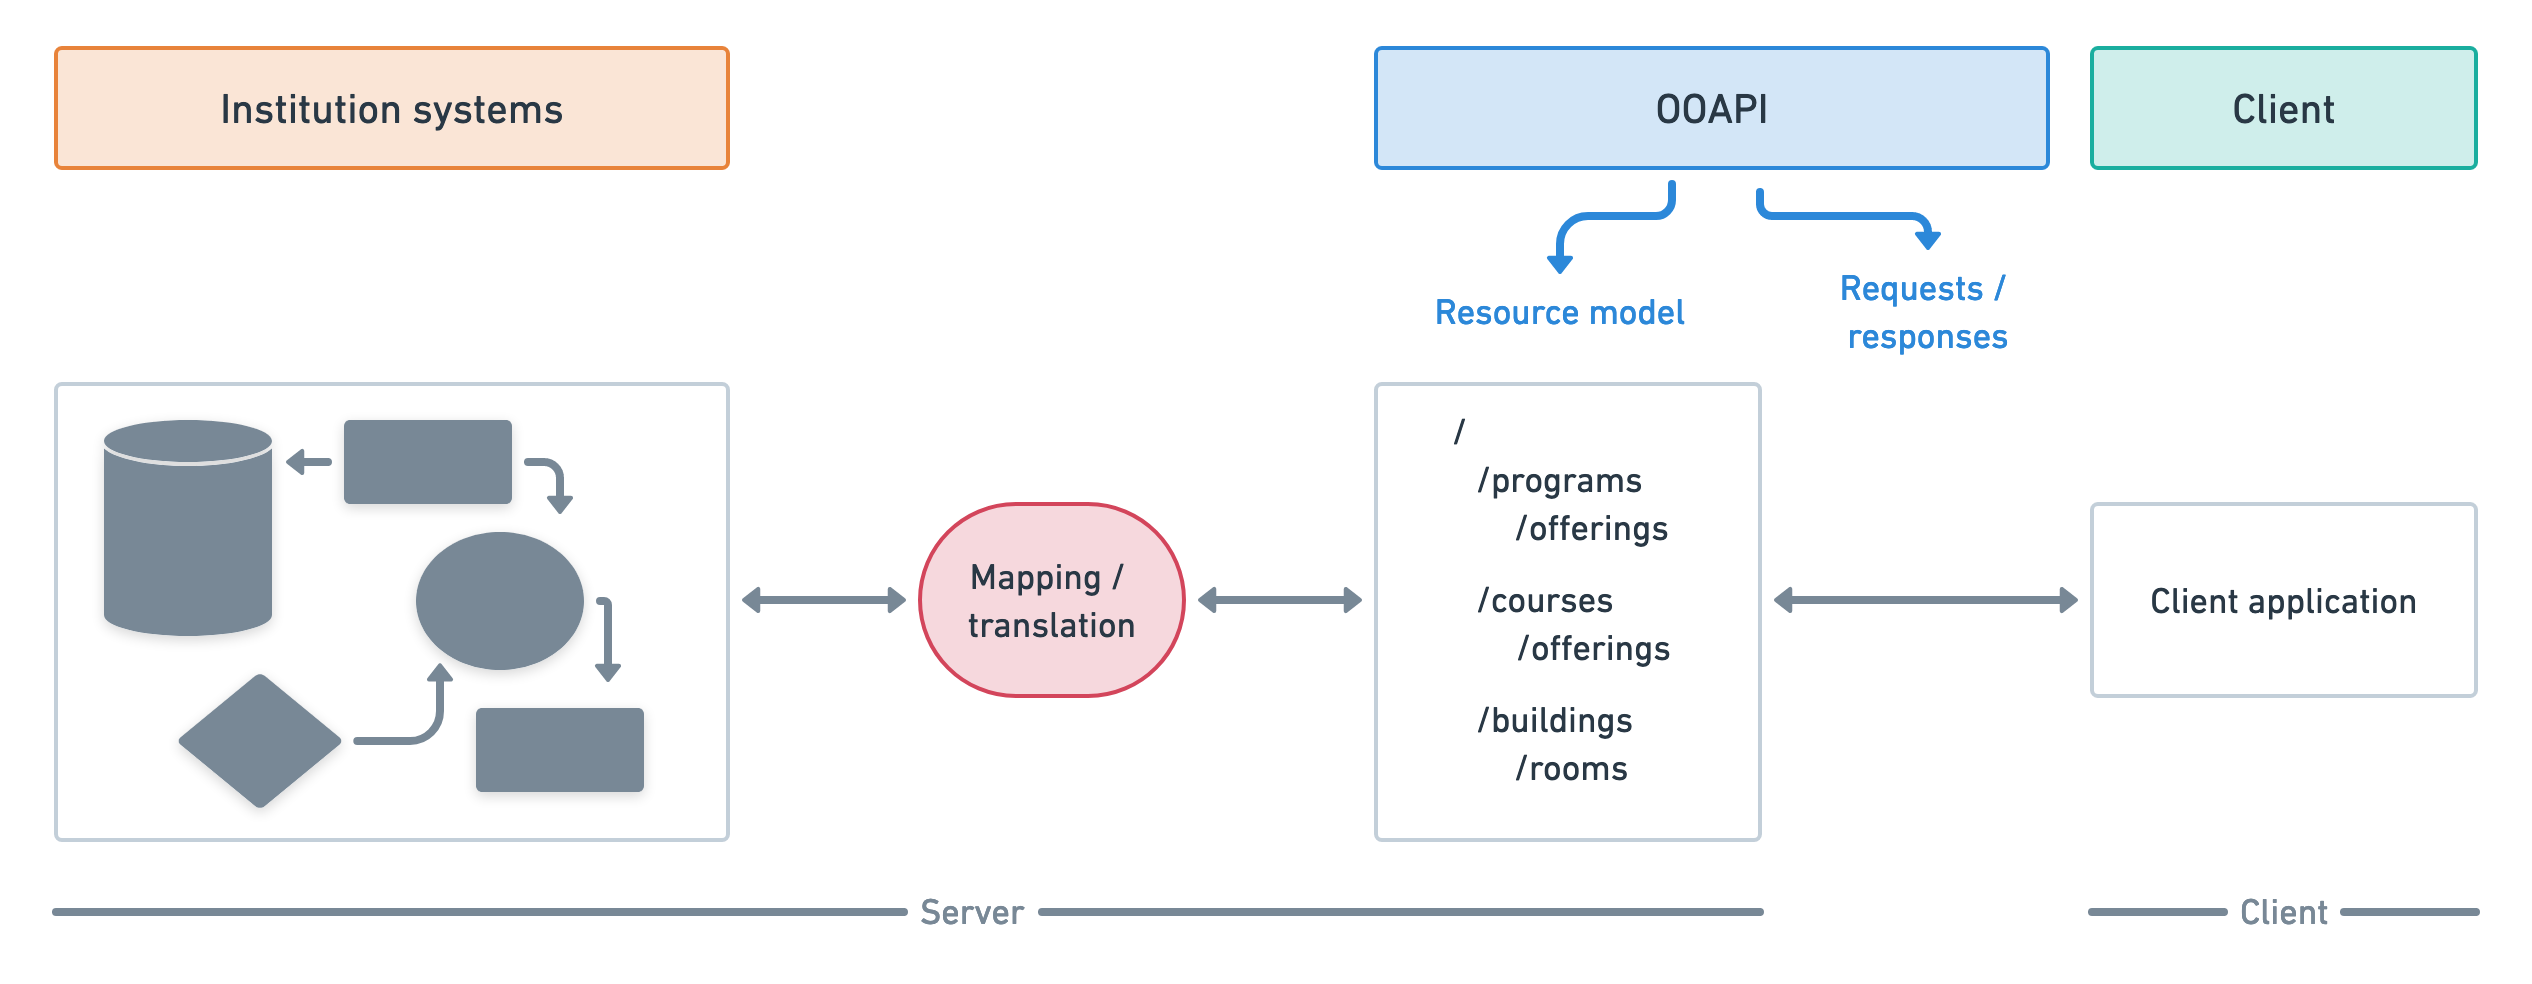 Institution systems
OOAPI
Client
Resource model
Requests /
responses
Mapping /
translation
/
/programs
/offerings
/courses
/offerings
/buildings
/rooms
Client application
Server
Client